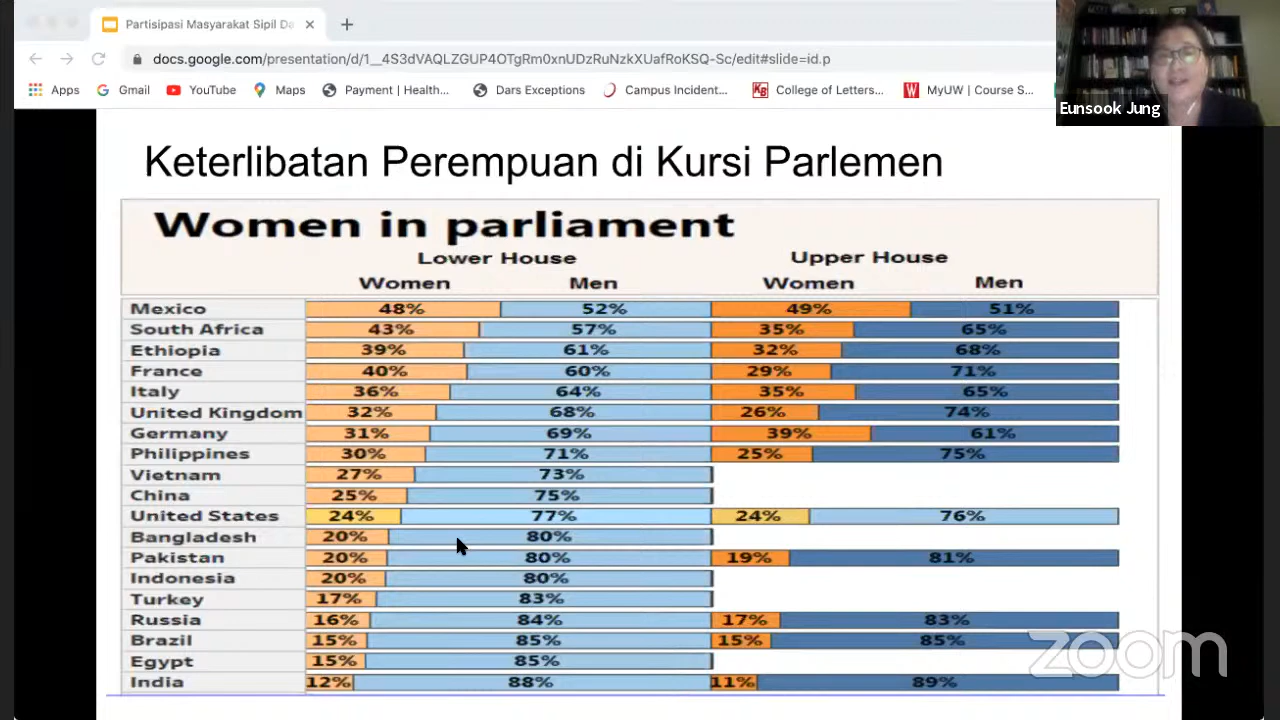 Partisipasi Masyarakat Sipil Da
docs.google.com/presentation/d/1__4S3dVAQLZGUP4OTgRm0xnUDzRuNzkXUafRoKSQ-Sc/edit#slide=id.p
Apps Gmail YouTube Maps Payment | Health... Dars Exceptions Campus Incident... College of Letters... MyUW | Course S...
Eunsook Jung
Keterlibatan Perempuan di Kursi Parlemen
Women in parliament
Lower House Upper House
Women Men Women Men
Mexico 48% 52% 49% 51%
South Africa 43% 57% 35% 65%
Ethiopia 39% 61% 32% 68%
France 40% 60% 29% 71%
Italy 36% 64% 35% 65%
United Kingdom 32% 68% 26% 74%
Germany 31% 69% 39% 61%
Philippines 30% 71% 25% 75%
Vietnam 27% 73%
China 25% 75%
United States 24% 77% 24% 76%
Bangladesh 20% 80%
Pakistan 20% 80% 19% 81%
Indonesia 20% 80%
Turkey 17% 83%
Russia 16% 84% 17% 83%
Brazil 15% 85% 15% 85%
Egypt 15% 85%
India 12% 88% 11% 89%
zoom